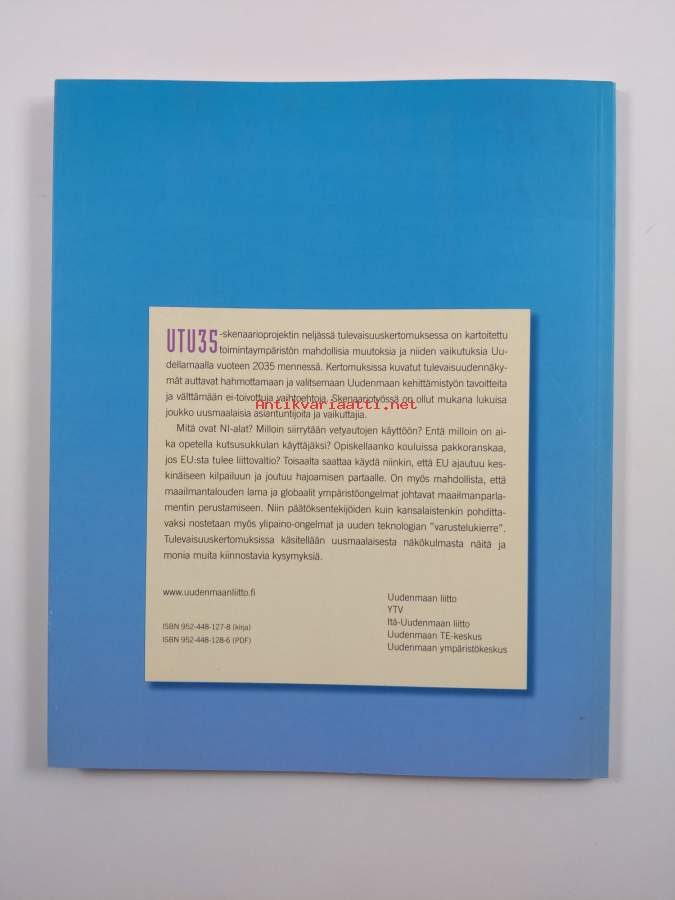 UTU35-skenaarioprojektin neljässä tulevaisuuskertomuksessa on kartoitettu
toimintaympäristön mahdollisia muutoksia ja niiden vaikutuksia Uu-
dellamaalla vuoteen 2035 mennessä. Kertomuksissa kuvatut tulevaisuudennäky-
mät auttavat hahmottamaan ja valitsemaan Uudenmaan kehittämistyön tavoitteita
ja välttämään ei-toivottuja vaihtoehtoja. Skenaariotyössä on ollut mukana lukuisa
Antikvariaatti.net
joukko uusmaalaisia asiantuntijoita ja vaikuttajia.
Mitä ovat NI-alat? Milloin siirrytään vetyautojen käyttöön? Entä milloin on ai-
ka opetella kutsusukkulan käyttäjäksi? Opiskellaanko kouluissa pakkoranskaa,
jos EU:sta tulee liittovaltio? Toisaalta saattaa käydä niinkin, että EU ajautuu kes-
kinäiseen kilpailuun ja joutuu hajoamisen partaalle. On myös mahdollista, että
maailmantalouden lama ja globaalit ympäristöongelmat johtavat maailmanparla-
mentin perustamiseen. Niin päätöksentekijöiden kuin kansalaistenkin pohditta-
vaksi nostetaan myös ylipaino-ongelmat ja uuden teknologian "varustelukierre".
Tulevaisuuskertomuksissa käsitellään uusmaalaisesta näkökulmasta näitä ja
monia muita kiinnostavia kysymyksiä.
www.uudenmaanliitto.fi
ISBN 952-448-127-8 (kirja)
ISBN 952-448-128-6 (PDF)
Uudenmaan liitto
YTV
Itä-Uudenmaan liitto
Uudenmaan TE-keskus
Uudenmaan ympäristökeskus